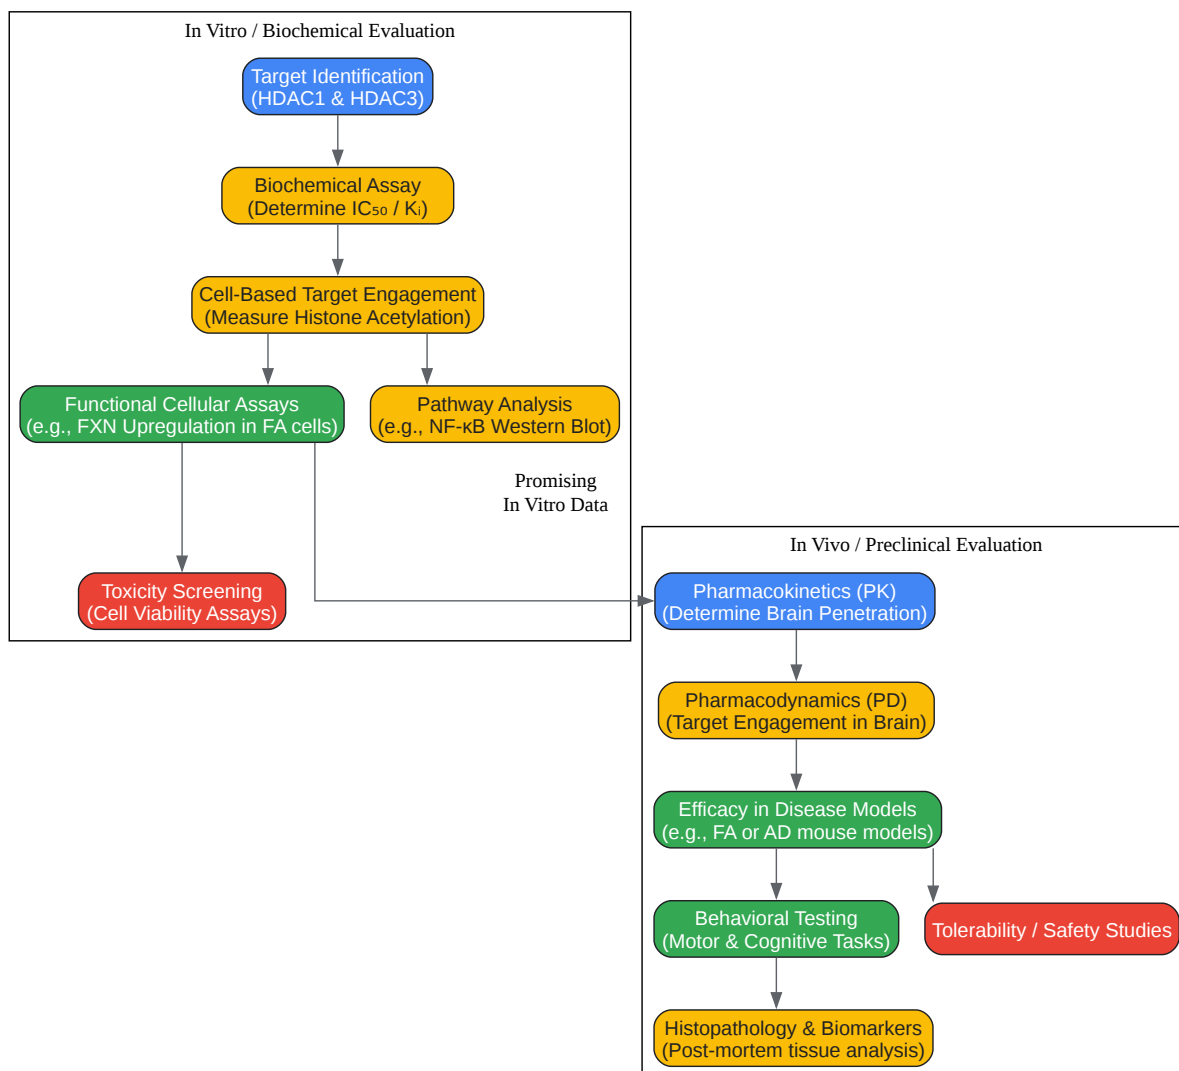 In Vitro / Biochemical Evaluation
Target Identification
(HDAC1 & HDAC3)
Biochemical Assay
(Determine IC₅₀ / Kᵢ)
Cell-Based Target Engagement
(Measure Histone Acetylation)
Functional Cellular Assays
(e.g., FXN Upregulation in FA cells)
Pathway Analysis
(e.g., NF-κB Western Blot)
Promising
In Vitro Data
Toxicity Screening
(Cell Viability Assays)
In Vivo / Preclinical Evaluation
Pharmacokinetics (PK)
(Determine Brain Penetration)
Pharmacodynamics (PD)
(Target Engagement in Brain)
Efficacy in Disease Models
(e.g., FA or AD mouse models)
Behavioral Testing
(Motor & Cognitive Tasks)
Tolerability / Safety Studies
Histopathology & Biomarkers
(Post-mortem tissue analysis)